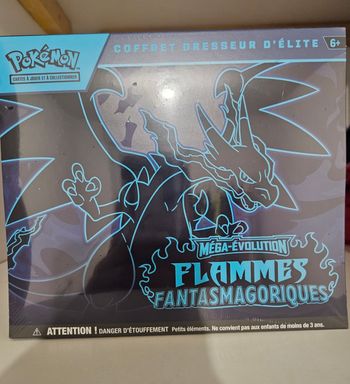 POKÉMON
CARTES À JOUER ET À COLLECTIONNER
COFFRET DRESSEUR D'ÉLITE 6+
MÉGA-ÉVOLUTION
FLAMMES
FANTASMAGORIQUES
ATTENTION ! DANGER D'ÉTOUFFEMENT Petits éléments. Ne convient pas aux enfants de moins de 3 ans.